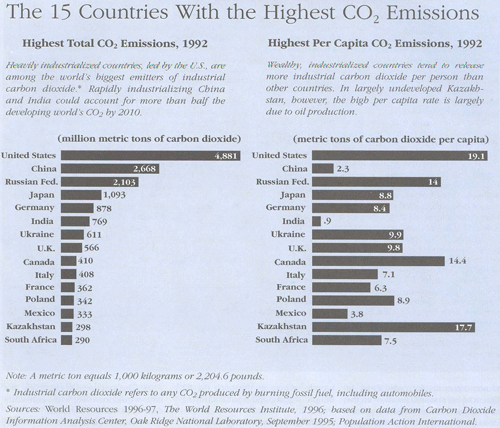 The 15 Countries With the Highest CO₂ Emissions
Highest Total CO₂ Emissions, 1992
Heavily industrialized countries, led by the U.S., are
among the world's biggest emitters of industrial
carbon dioxide.* Rapidly industrializing China
and India could account for more than half the
developing world's CO₂ by 2010.
(million metric tons of carbon dioxide)
United States 4,881
China 2,668
Russian Fed. 2,103
Japan 1,093
Germany 878
India 769
Ukraine 611
U.K. 566
Canada 410
Italy 408
France 362
Poland 342
Mexico 333
Kazakhstan 298
South Africa 290
Highest Per Capita CO₂ Emissions, 1992
Wealthy, industrialized countries tend to release
more industrial carbon dioxide per person than
other countries. In largely undeveloped Kazakh-
stan, however, the high per capita rate is largely
due to oil production.
(metric tons of carbon dioxide per capita)
United States 19.1
China 2.3
Russian Fed. 14
Japan 8.8
Germany 8.4
India .9
Ukraine 9.9
U.K. 9.8
Canada 14.4
Italy 7.1
France 6.3
Poland 8.9
Mexico 3.8
Kazakhstan 17.7
South Africa 7.5
Note: A metric ton equals 1,000 kilograms or 2,204.6 pounds.
* Industrial carbon dioxide refers to any CO₂ produced by burning fossil fuel, including automobiles.
Sources: World Resources 1996-97, The World Resources Institute, 1996; based on data from Carbon Dioxide
Information Analysis Center, Oak Ridge National Laboratory, September 1995; Population Action International.